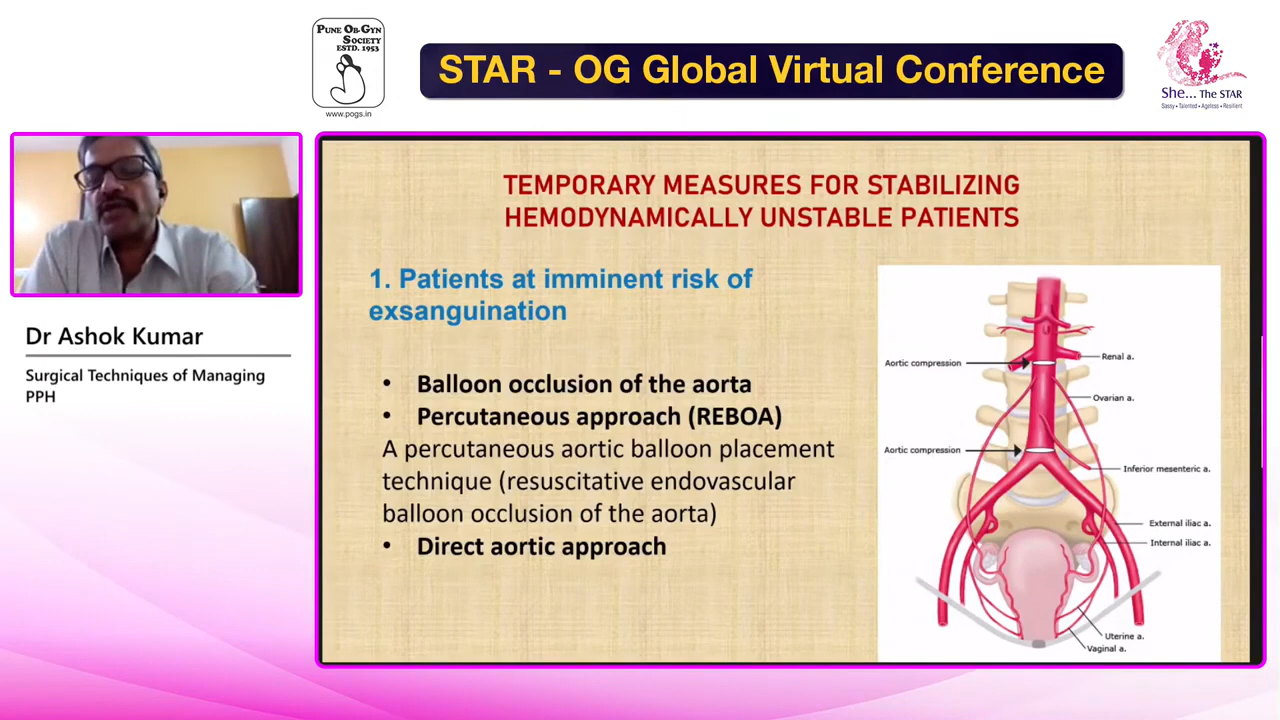 PUNE OB-GYN
SOCIETY
ESTD. 1953
www.pogs.in
STAR - OG Global Virtual Conference
She... The STAR
Sassy • Talented • Ageless • Resilient
Dr Ashok Kumar
Surgical Techniques of Managing
PPH
TEMPORARY MEASURES FOR STABILIZING
HEMODYNAMICALLY UNSTABLE PATIENTS
1. Patients at imminent risk of
exsanguination
• Balloon occlusion of the aorta
• Percutaneous approach (REBOA)
A percutaneous aortic balloon placement
technique (resuscitative endovascular
balloon occlusion of the aorta)
• Direct aortic approach
Aortic compression
Renal a.
Ovarian a.
Aortic compression
Inferior mesenteric a.
External iliac a.
Internal iliac a.
Uterine a.
Vaginal a.